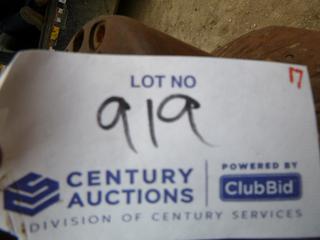 LOT NO
17
919
CENTURY
AUCTIONS
POWERED BY
ClubBid
DIVISION OF CENTURY SERVICES